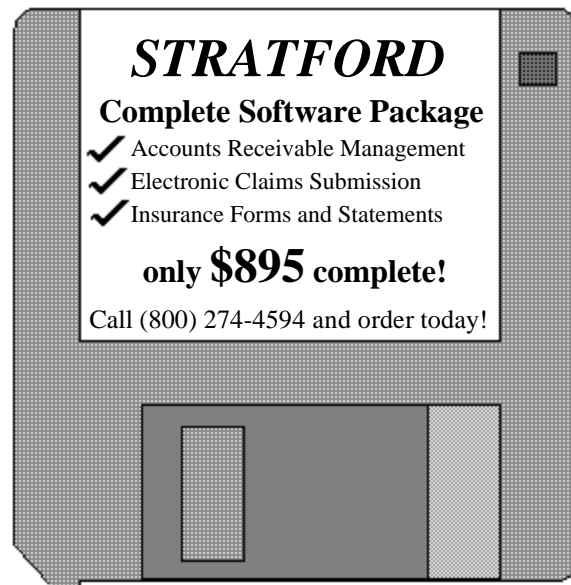 STRATFORD
Complete Software Package
Accounts Receivable Management
Electronic Claims Submission
Insurance Forms and Statements
only $895 complete!
Call (800) 274-4594 and order today!